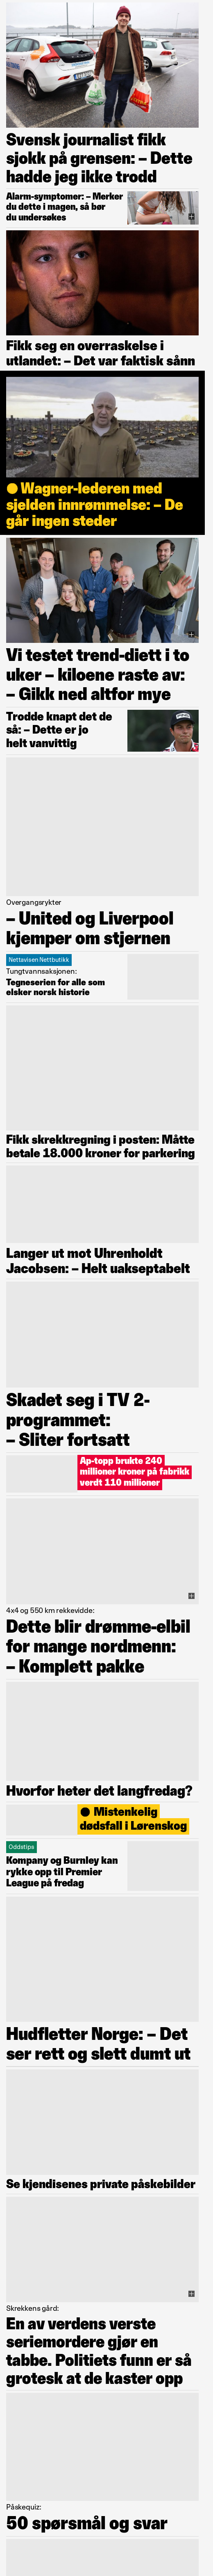 Svensk journalist fikk
sjokk på grensen: – Dette
hadde jeg ikke trodd
Alarm-symptomer: – Merker
du dette i magen, så bør
du undersøkes
Fikk seg en overraskelse i
utlandet: – Det var faktisk sånn
Wagner-lederen med
sjelden innrømmelse: – De
går ingen steder
Vi testet trend-diett i to
uker – kiloene raste av:
– Gikk ned altfor mye
Trodde knapt det de
så: – Dette er jo
helt vanvittig
PING
Overgangsrykter
– United og Liverpool
kjemper om stjernen
Nettavisen Nettbutikk
Tungtvannsaksjonen:
Tegneserien for alle som
elsker norsk historie
Fikk skrekkregning i posten: Måtte
betale 18.000 kroner for parkering
Langer ut mot Uhrenholdt
Jacobsen: – Helt uakseptabelt
Skadet seg i TV 2-
programmet:
– Sliter fortsatt
Ap-topp brukte 240
millioner kroner på fabrikk
verdt 110 millioner
4x4 og 550 km rekkevidde:
Dette blir drømme-elbil
for mange nordmenn:
– Komplett pakke
Hvorfor heter det langfredag?
Mistenkelig
dødsfall i Lørenskog
Oddstips
Kompany og Burnley kan
rykke opp til Premier
League på fredag
Hudfletter Norge: – Det
ser rett og slett dumt ut
Se kjendisenes private påskebilder
Skrekkens gård:
En av verdens verste
seriemordere gjør en
tabbe. Politiets funn er så
grotesk at de kaster opp
Påskequiz:
50 spørsmål og svar